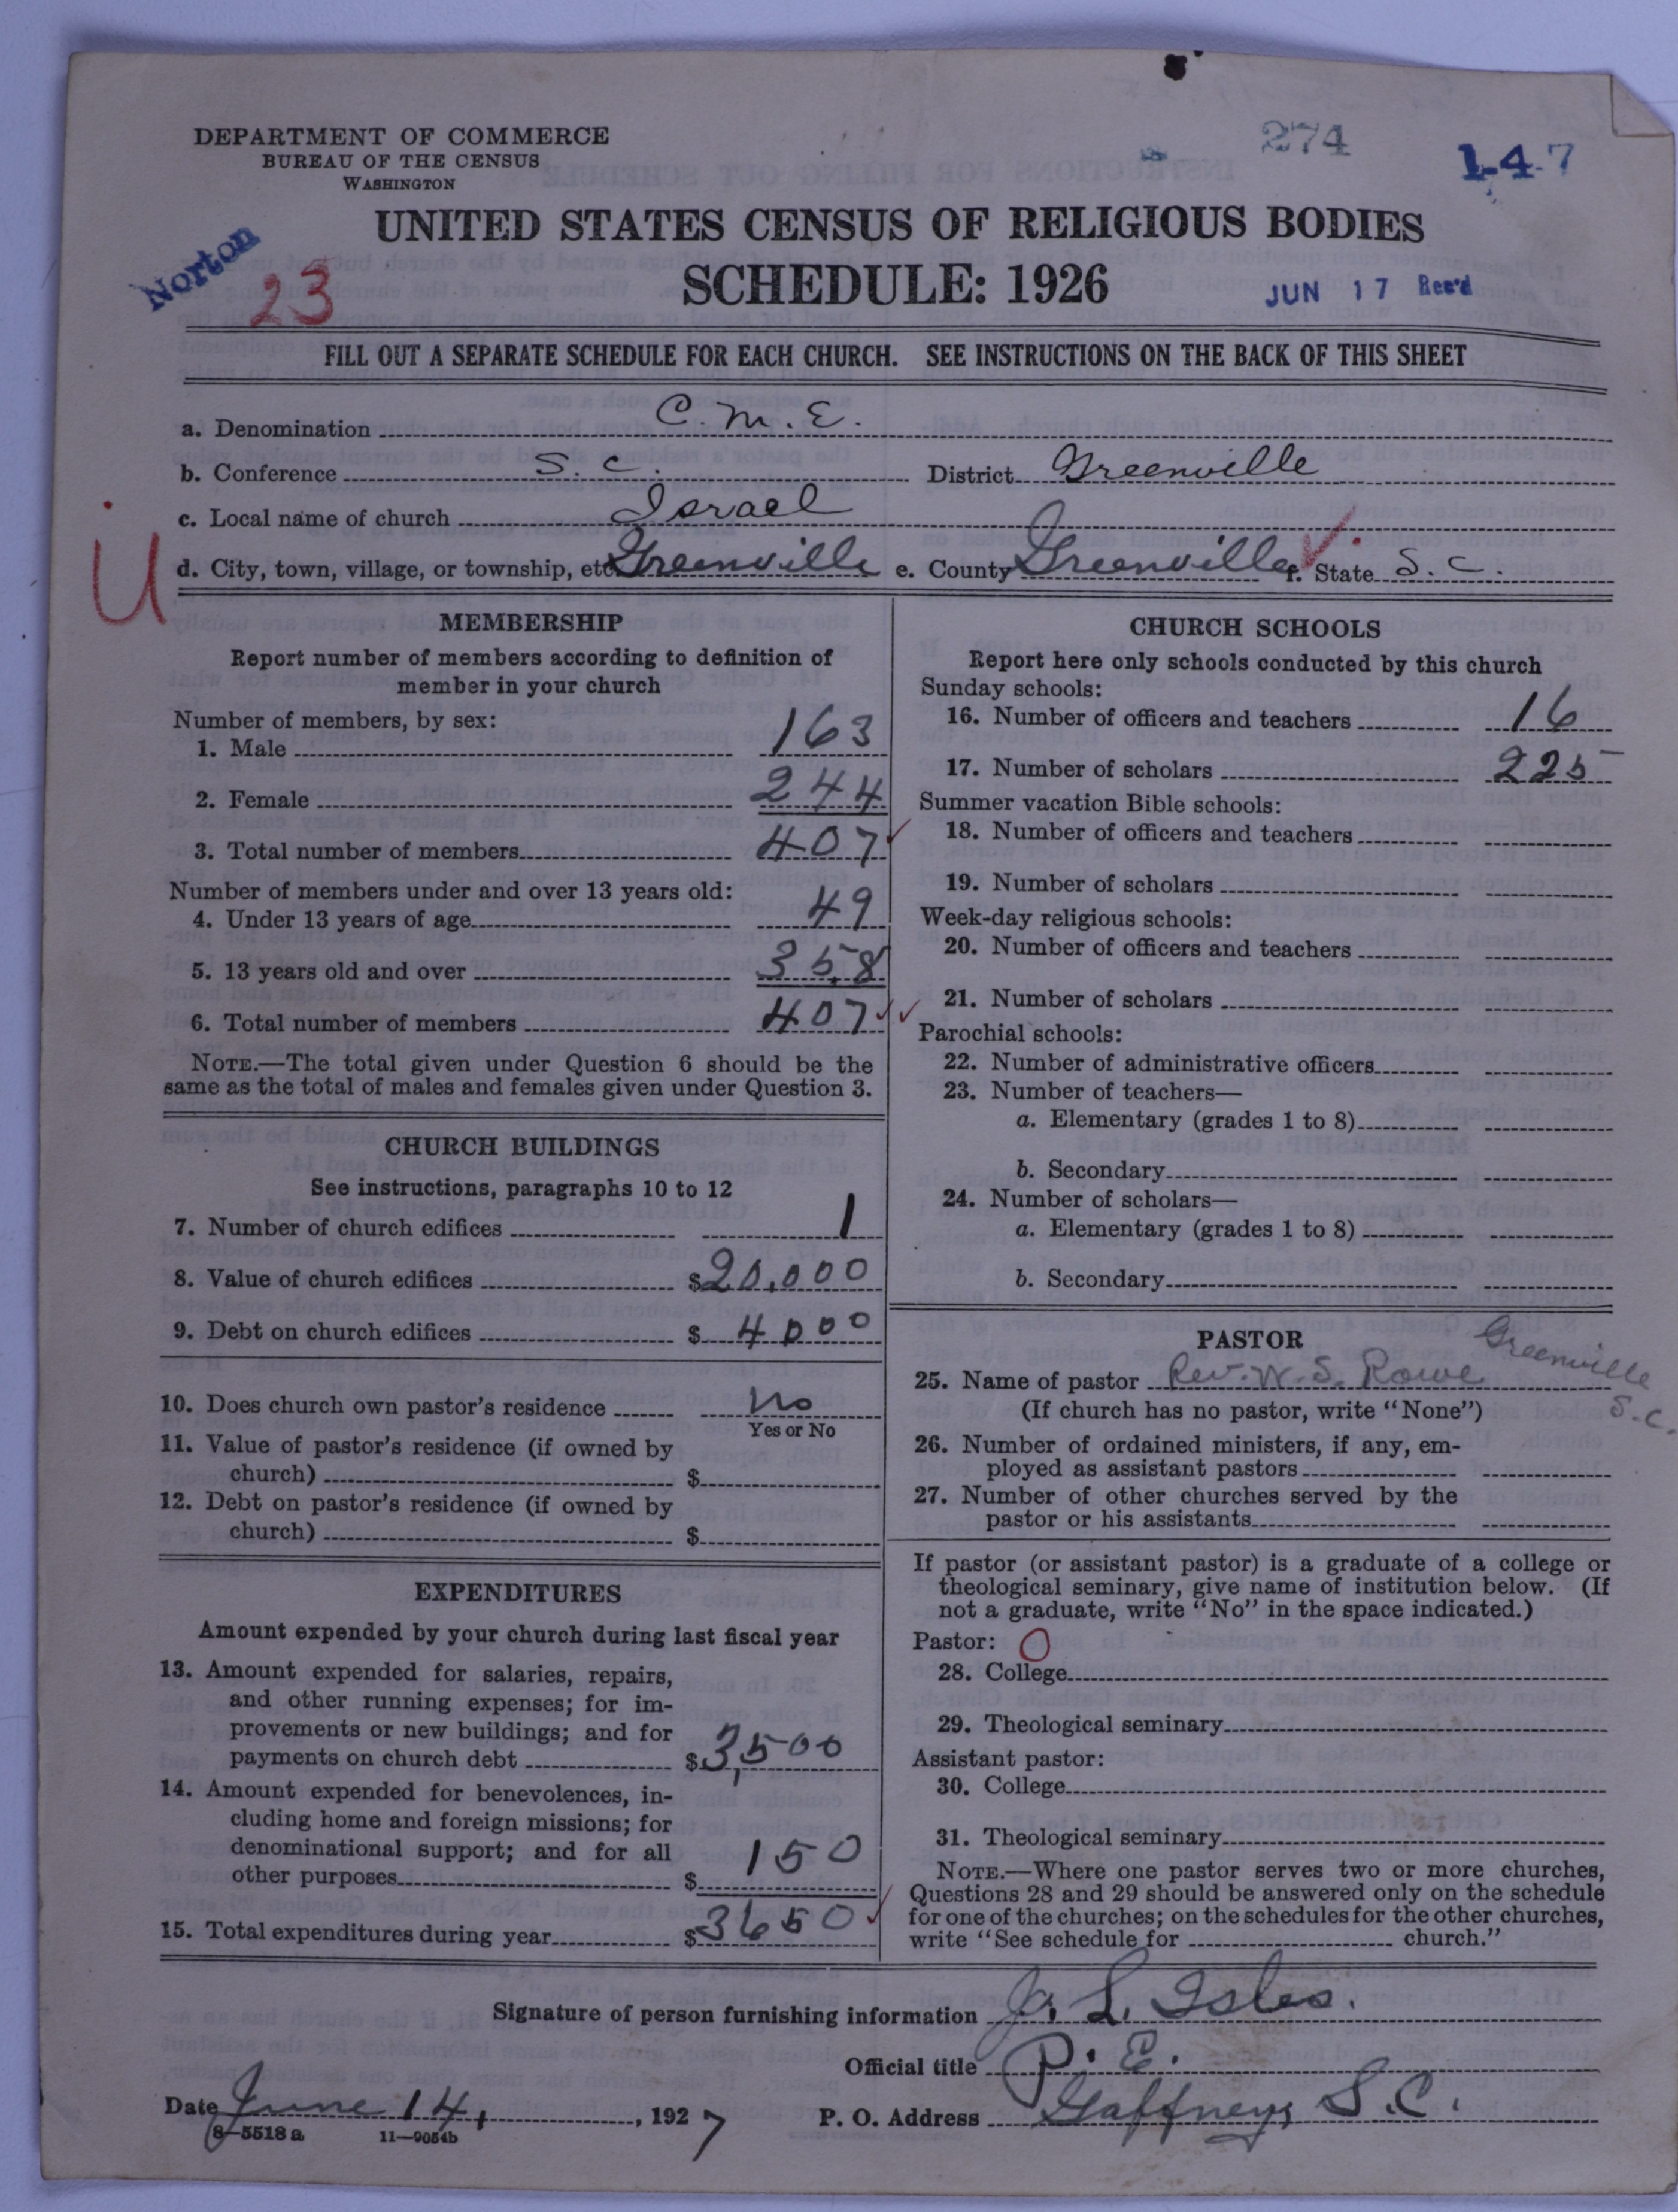 DEPARTMENT OF COMMERCE
BUREAU OF THE CENSUS
WASHINGTON
274
1-4-7
UNITED STATES CENSUS OF RELIGIOUS BODIES
Norton
23
SCHEDULE: 1926
JUN 17 Rec'd
FILL OUT A SEPARATE SCHEDULE FOR EACH CHURCH. SEE INSTRUCTIONS ON THE BACK OF THIS SHEET
a. Denomination C.M.E.
b. Conference S.C. District Greenville
c. Local name of church Israel
U
d. City, town, village, or township, etc. Greenville e. County Greenville f. State S.C.
MEMBERSHIP
Report number of members according to definition of
member in your church
Number of members, by sex:
1. Male 163
2. Female 244
3. Total number of members 407
Number of members under and over 13 years old:
4. Under 13 years of age 49
5. 13 years old and over 358
6. Total number of members 407
NOTE.—The total given under Question 6 should be the
same as the total of males and females given under Question 3.
CHURCH BUILDINGS
See instructions, paragraphs 10 to 12
7. Number of church edifices 1
8. Value of church edifices $20,000
9. Debt on church edifices $ 4000
10. Does church own pastor's residence No
Yes or No
11. Value of pastor's residence (if owned by
church) $
12. Debt on pastor's residence (if owned by
church) $
EXPENDITURES
Amount expended by your church during last fiscal year
13. Amount expended for salaries, repairs,
and other running expenses; for im-
provements or new buildings; and for
payments on church debt $3,500
14. Amount expended for benevolences, in-
cluding home and foreign missions; for
denominational support; and for all
other purposes $ 150
15. Total expenditures during year $3650
CHURCH SCHOOLS
Report here only schools conducted by this church
Sunday schools:
16. Number of officers and teachers 16
17. Number of scholars 225
Summer vacation Bible schools:
18. Number of officers and teachers
19. Number of scholars
Week-day religious schools:
20. Number of officers and teachers
21. Number of scholars
Parochial schools:
22. Number of administrative officers
23. Number of teachers—
a. Elementary (grades 1 to 8)
b. Secondary
24. Number of scholars—
a. Elementary (grades 1 to 8)
b. Secondary
PASTOR
25. Name of pastor Rev. W. S. Rowe Greenville S.C.
(If church has no pastor, write "None")
26. Number of ordained ministers, if any, em-
ployed as assistant pastors
27. Number of other churches served by the
pastor or his assistants
If pastor (or assistant pastor) is a graduate of a college or
theological seminary, give name of institution below. (If
not a graduate, write "No" in the space indicated.)
Pastor: O
28. College
29. Theological seminary
Assistant pastor:
30. College
31. Theological seminary
NOTE.—Where one pastor serves two or more churches,
Questions 28 and 29 should be answered only on the schedule
for one of the churches; on the schedules for the other churches,
write "See schedule for church."
Signature of person furnishing information J. L. Isles.
Official title P. E.
Date June 14, , 1927 P. O. Address Gaffney, S.C.
8-5518a 11—9054b